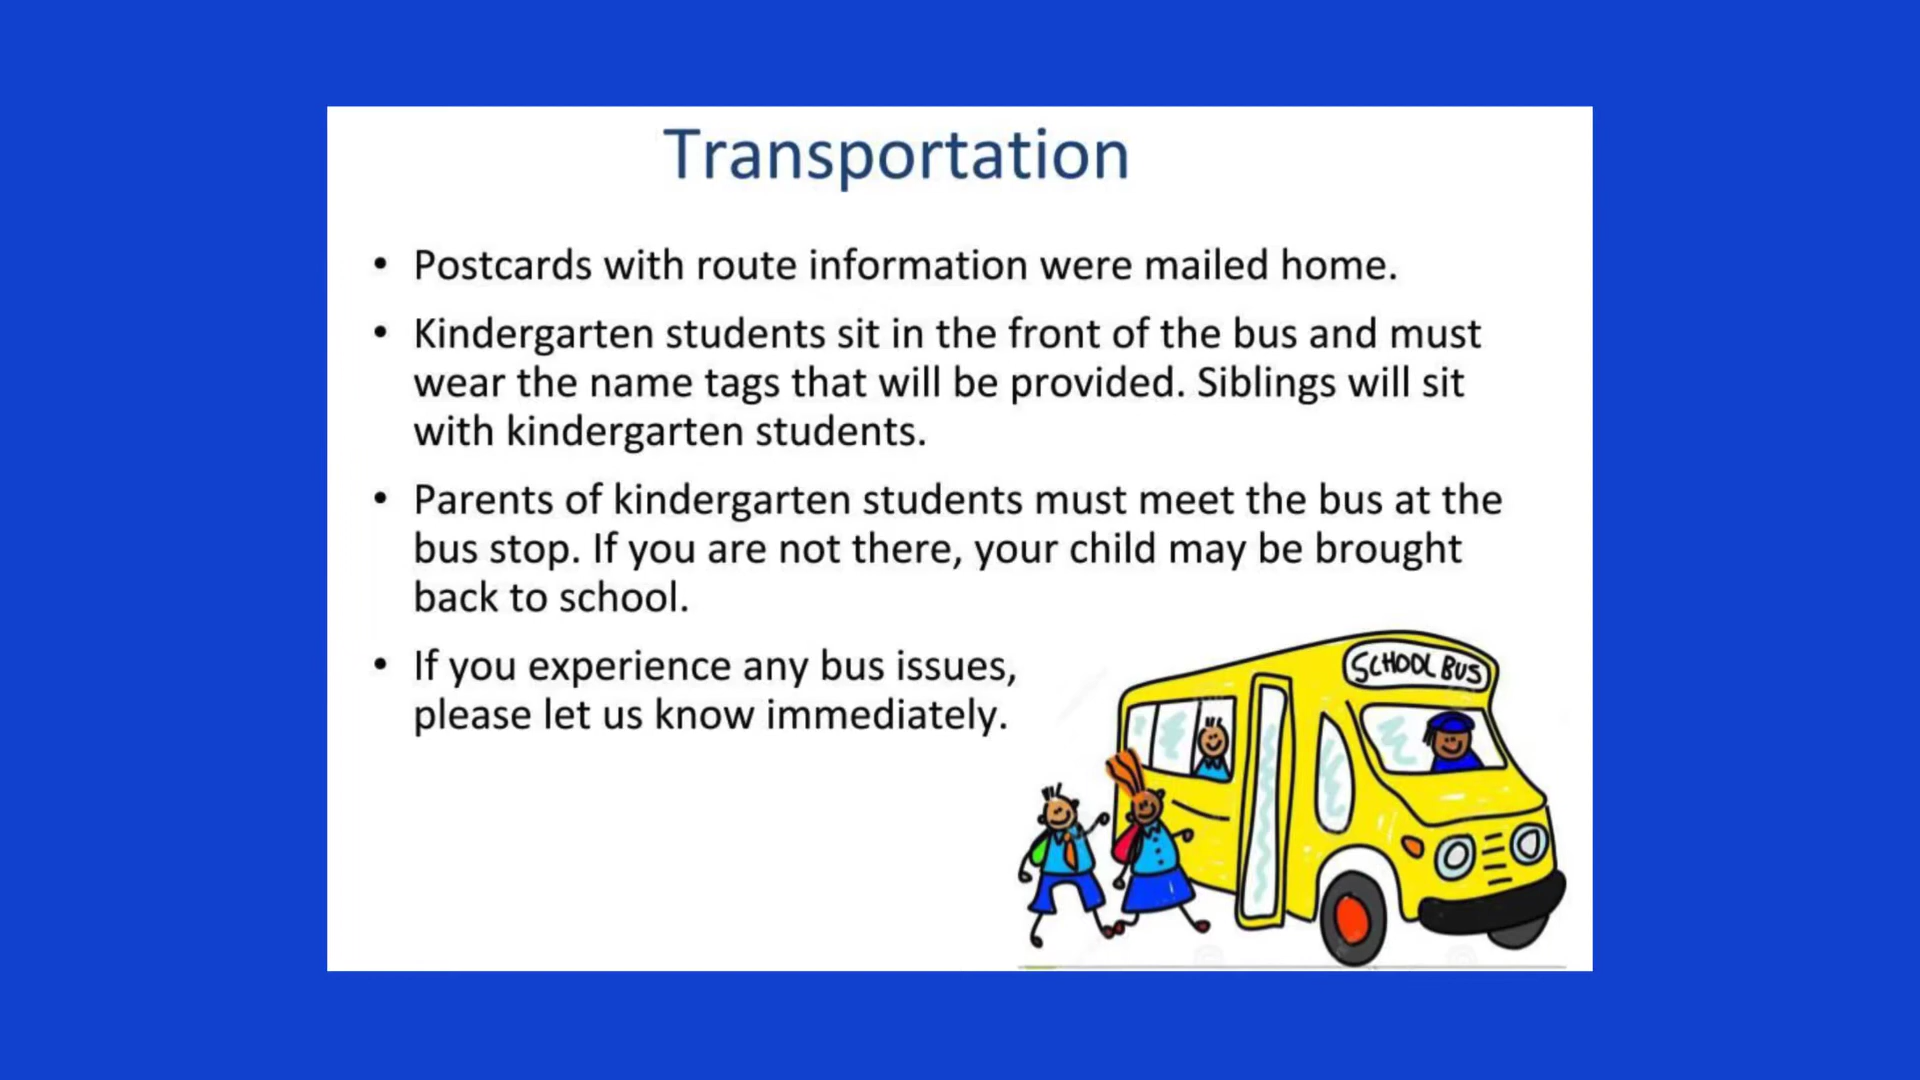 Transportation
• Postcards with route information were mailed home.
• Kindergarten students sit in the front of the bus and must
wear the name tags that will be provided. Siblings will sit
with kindergarten students.
• Parents of kindergarten students must meet the bus at the
bus stop. If you are not there, your child may be brought
back to school.
• If you experience any bus issues,
please let us know immediately.
SCHOOL BUS